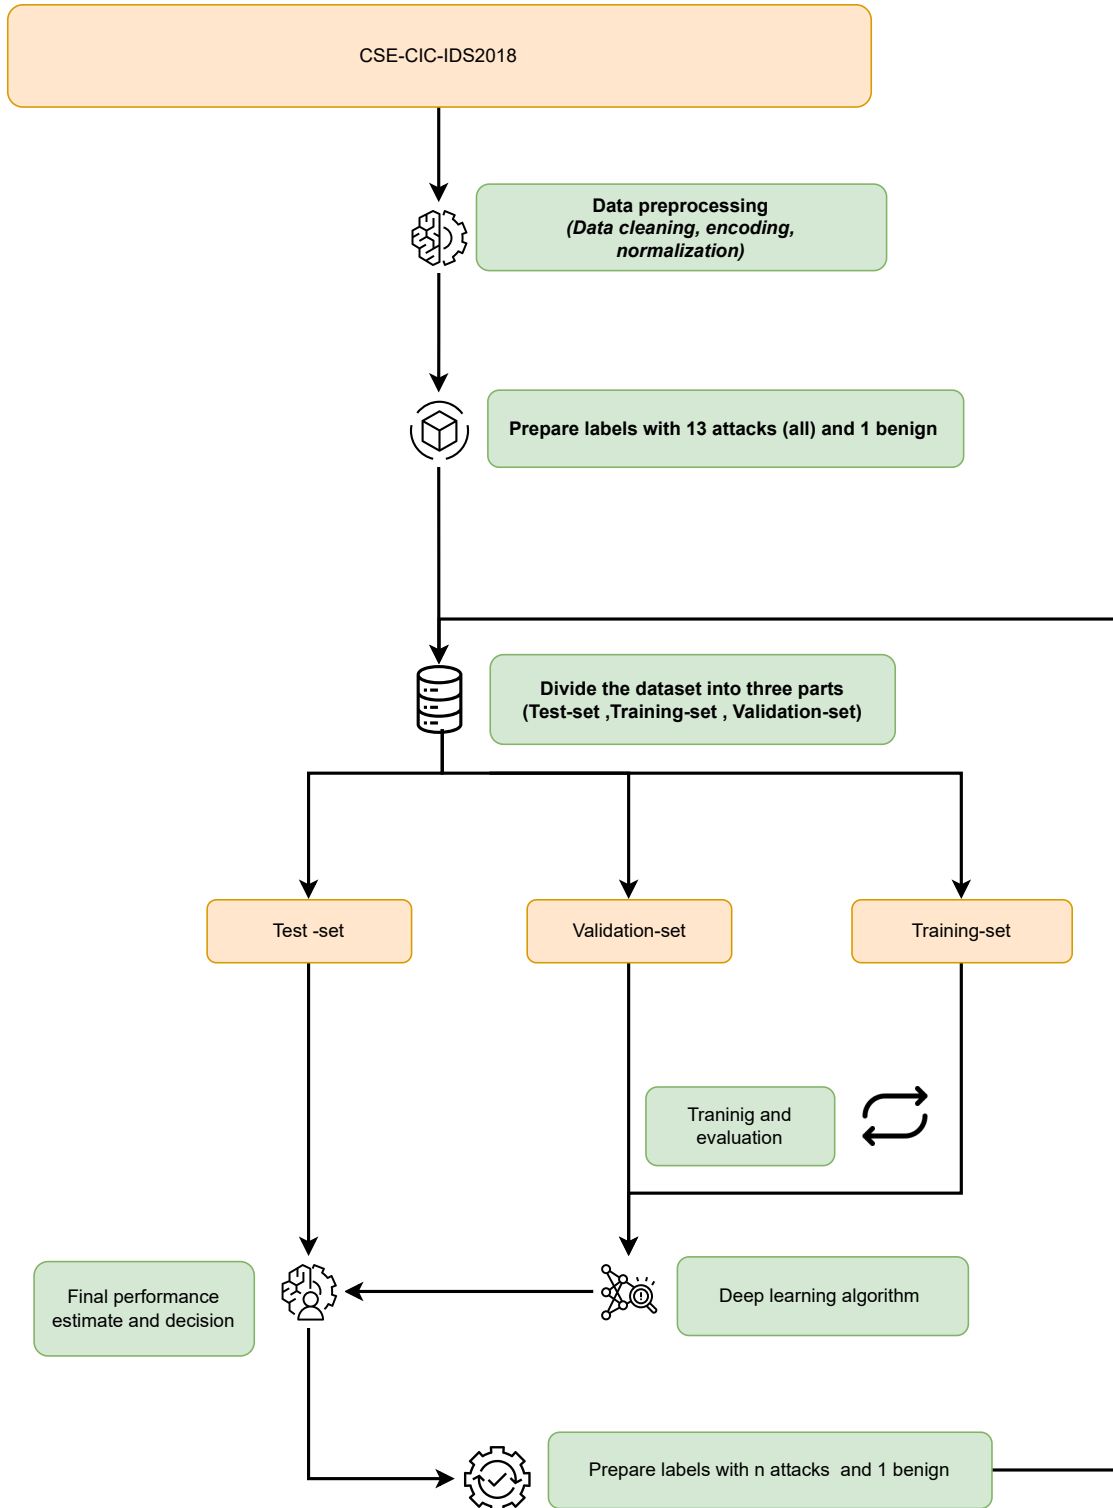 CSE-CIC-IDS2018
Data preprocessing
(Data cleaning, encoding,
normalization)
Prepare labels with 13 attacks (all) and 1 benign
Divide the dataset into three parts
(Test-set ,Training-set , Validation-set)
Test -set
Validation-set
Training-set
Traninig and
evaluation
Final performance
estimate and decision
Deep learning algorithm
Prepare labels with n attacks  and 1 benign